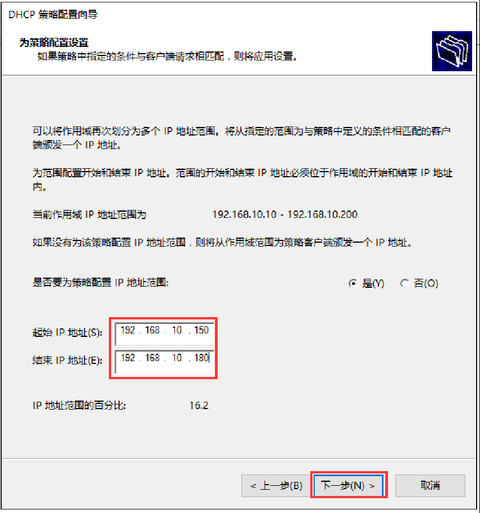 DHCP 策略配置向导
为策略配置设置
如果策略中指定的条件与客户端请求相匹配，则将应用设置。
可以将作用域再次划分为多个 IP 地址范围。将从指定的范围为与策略中定义的条件相匹配的客户
端颁发一个 IP 地址。
为范围配置开始和结束 IP 地址。范围的开始和结束 IP 地址必须位于作用域的开始和结束 IP 地址
内。
当前作用域 IP 地址范围为 192.168.10.10 - 192.168.10.200
如果没有为该策略配置 IP 地址范围，则将从作用域范围为策略客户端颁发一个 IP 地址。
是否要为策略配置 IP 地址范围: 是(Y) 否(O)
起始 IP 地址(S): 192 . 168 . 10 . 150
结束 IP 地址(E): 192 . 168 . 10 . 180
IP 地址范围的百分比: 16.2
< 上一步(B) 下一步(N) > 取消